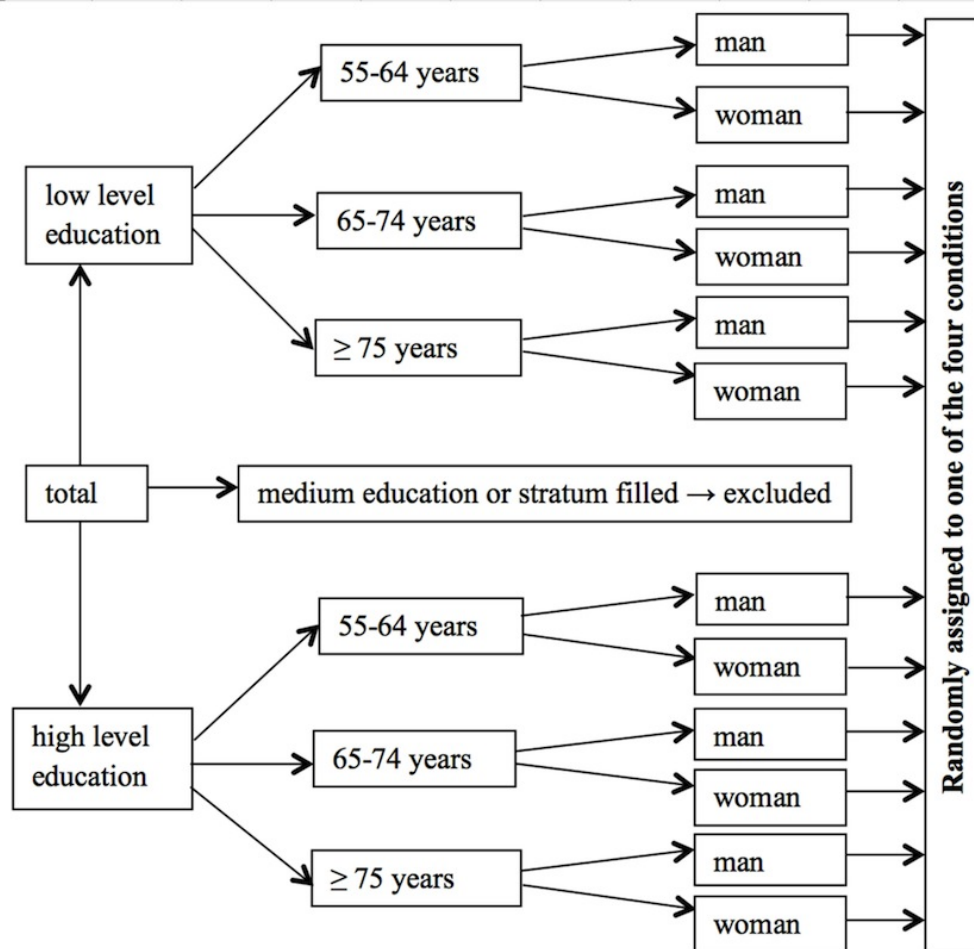 man
55-64 years
woman
low level
education
man
65-74 years
woman
man
≥ 75 years
woman
total
medium education or stratum filled → excluded
man
55-64 years
woman
high level
education
man
65-74 years
woman
man
≥ 75 years
woman
Randomly assigned to one of the four conditions